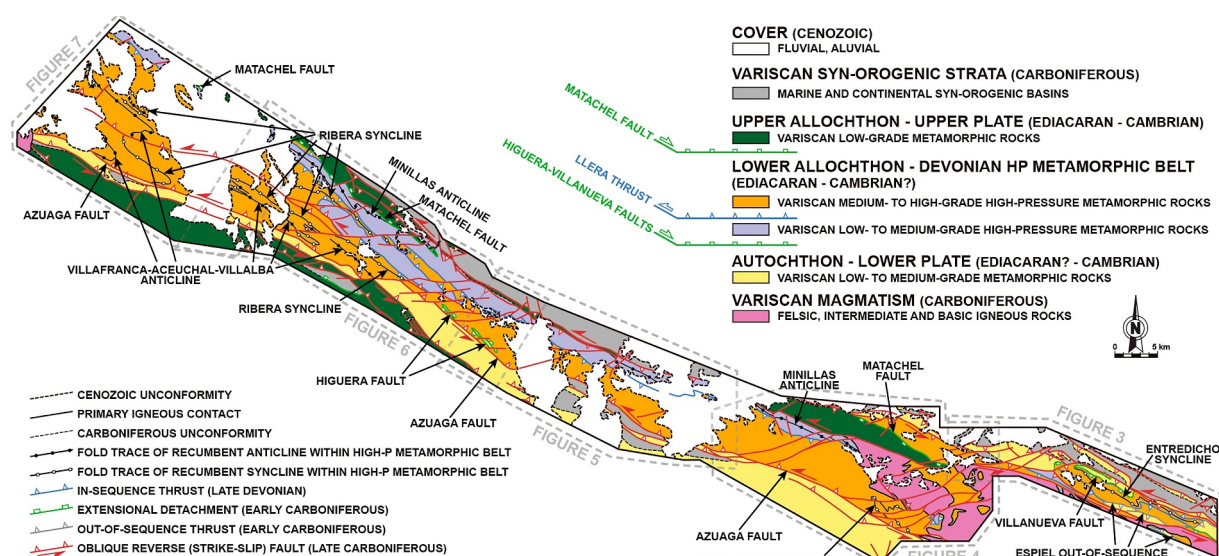 FIGURE 7
MATACHEL FAULT
RIBERA SYNCLINE
MINILLAS ANTICLINE
MATACHEL FAULT
AZUAGA FAULT
VILLAFRANCA-ACEUCHAL-VILLALBA
ANTICLINE
RIBERA SYNCLINE
FIGURE 6
HIGUERA FAULT
AZUAGA FAULT
FIGURE 5
COVER (CENOZOIC)
FLUVIAL, ALUVIAL
VARISCAN SYN-OROGENIC STRATA (CARBONIFEROUS)
MARINE AND CONTINENTAL SYN-OROGENIC BASINS
UPPER ALLOCHTHON - UPPER PLATE (EDIACARAN - CAMBRIAN)
VARISCAN LOW-GRADE METAMORPHIC ROCKS
LOWER ALLOCHTHON - DEVONIAN HP METAMORPHIC BELT
(EDIACARAN - CAMBRIAN?)
VARISCAN MEDIUM- TO HIGH-GRADE HIGH-PRESSURE METAMORPHIC ROCKS
VARISCAN LOW- TO MEDIUM-GRADE HIGH-PRESSURE METAMORPHIC ROCKS
AUTOCHTHON - LOWER PLATE (EDIACARAN? - CAMBRIAN)
VARISCAN LOW- TO MEDIUM-GRADE METAMORPHIC ROCKS
VARISCAN MAGMATISM (CARBONIFEROUS)
FELSIC, INTERMEDIATE AND BASIC IGNEOUS ROCKS
MATACHEL FAULT
LLERA THRUST
HIGUERA-VILLANUEVA FAULTS
N
0 5 km
MINILLAS
ANTICLINE
MATACHEL
FAULT
FIGURE 3
ENTREDICHO
SYNCLINE
AZUAGA FAULT
VILLANUEVA FAULT
FIGURE 4
ESPIEL OUT-OF-SEQUENCE
CENOZOIC UNCONFORMITY
PRIMARY IGNEOUS CONTACT
CARBONIFEROUS UNCONFORMITY
FOLD TRACE OF RECUMBENT ANTICLINE WITHIN HIGH-P METAMORPHIC BELT
FOLD TRACE OF RECUMBENT SYNCLINE WITHIN HIGH-P METAMORPHIC BELT
IN-SEQUENCE THRUST (LATE DEVONIAN)
EXTENSIONAL DETACHMENT (EARLY CARBONIFEROUS)
OUT-OF-SEQUENCE THRUST (EARLY CARBONIFEROUS)
OBLIQUE REVERSE (STRIKE-SLIP) FAULT (LATE CARBONIFEROUS)